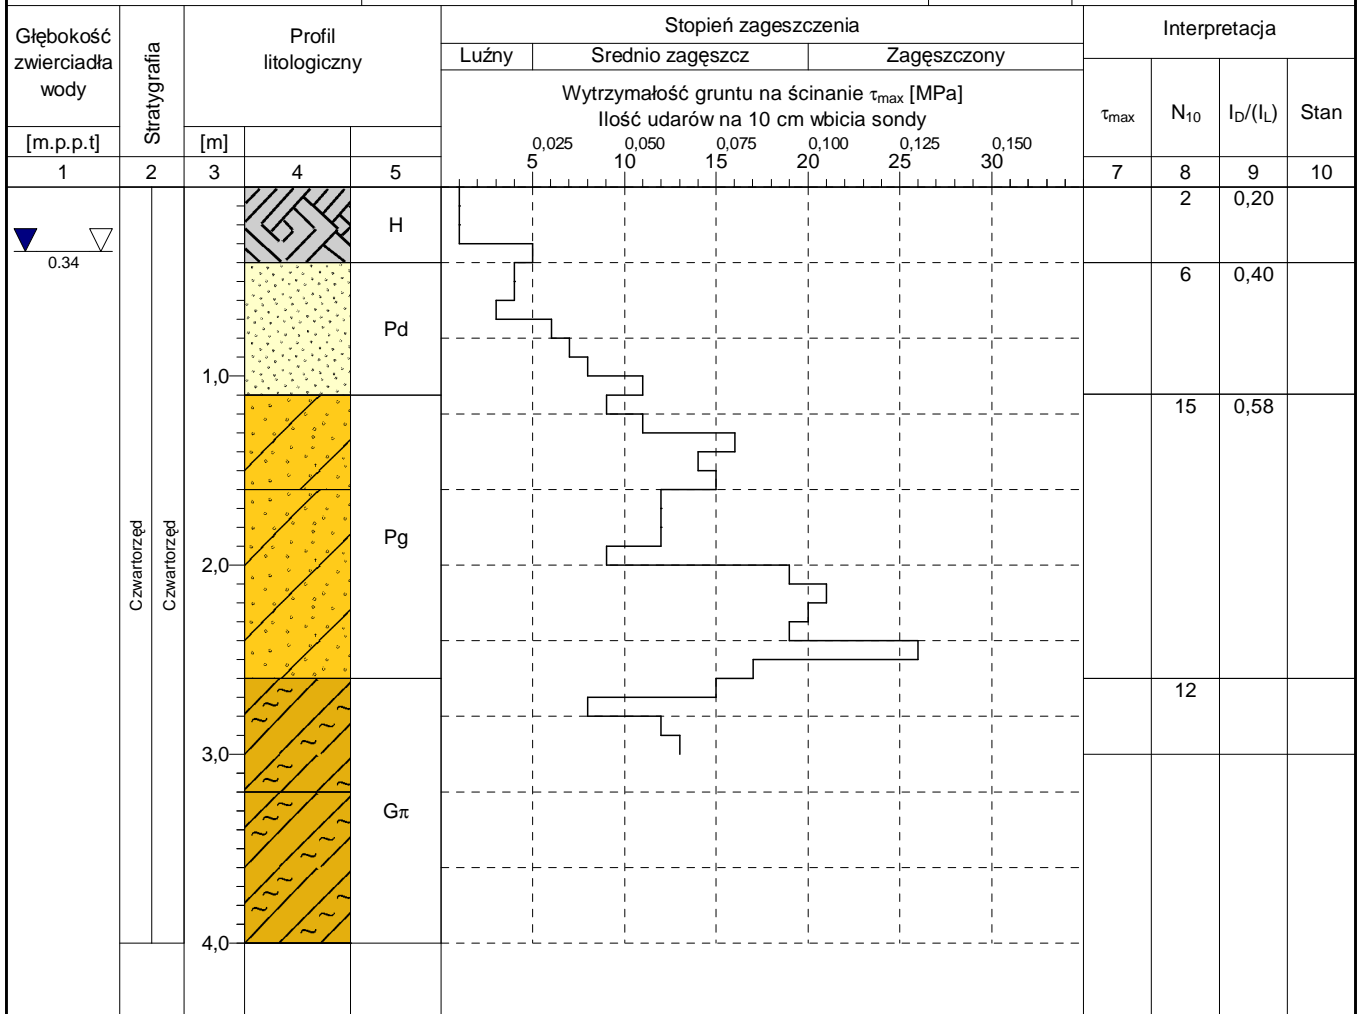 Głębokość
zwierciadła
wody
[m.p.p.t]
Stratygrafia
Profil
litologiczny
[m]
Stopień zagęszczenia
Luźny Srednio zagęszcz Zagęszczony
Wytrzymałość gruntu na ścinanie τmax [MPa]
Ilość udarów na 10 cm wbicia sondy
0,025 0,050 0,075 0,100 0,125 0,150
5 10 15 20 25 30
Interpretacja
τmax N10 ID/(IL) Stan
1 2 3 4 5 7 8 9 10
H 2 0,20
0.34
Pd 6 0,40
1,0
15 0,58
Pg
Czwartorzęd
Czwartorzęd
2,0
12
3,0
Gπ
4,0